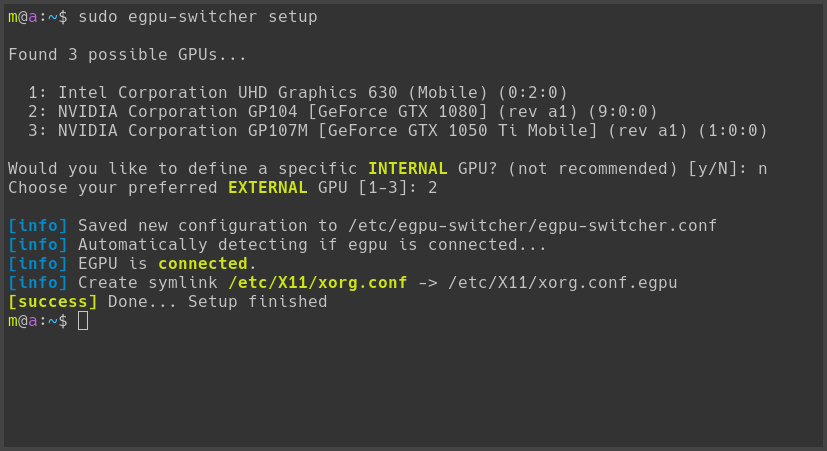 m@a:~$ sudo egpu-switcher setup
Found 3 possible GPUs...
1: Intel Corporation UHD Graphics 630 (Mobile) (0:2:0)
2: NVIDIA Corporation GP104 [GeForce GTX 1080] (rev a1) (9:0:0)
3: NVIDIA Corporation GP107M [GeForce GTX 1050 Ti Mobile] (rev a1) (1:0:0)
Would you like to define a specific INTERNAL GPU? (not recommended) [y/N]: n
Choose your preferred EXTERNAL GPU [1-3]: 2
[info] Saved new configuration to /etc/egpu-switcher/egpu-switcher.conf
[info] Automatically detecting if egpu is connected...
[info] EGPU is connected.
[info] Create symlink /etc/X11/xorg.conf -> /etc/X11/xorg.conf.egpu
[success] Done... Setup finished
m@a:~$